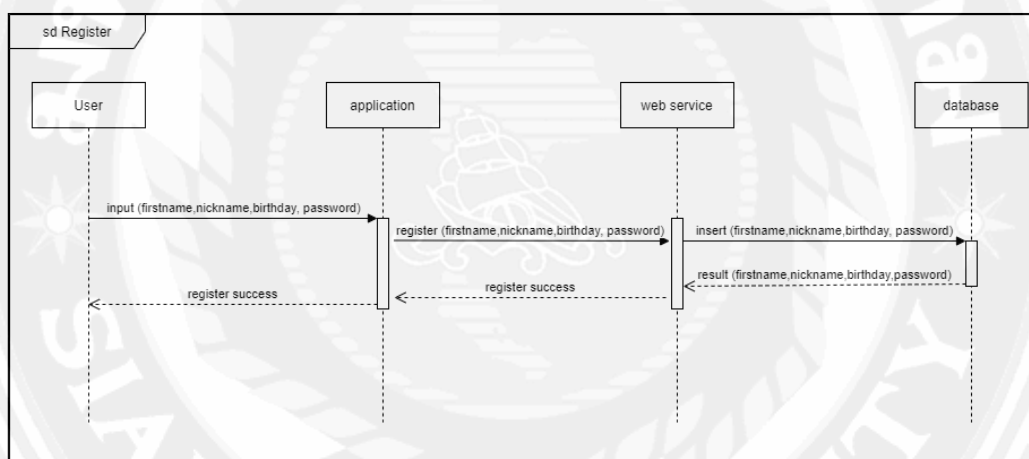 sd Register
User
application
web service
database
input (firstname,nickname,birthday, password)
register (firstname,nickname,birthday, password)
insert (firstname,nickname,birthday, password)
result (firstname,nickname,birthday,password)
register success
register success